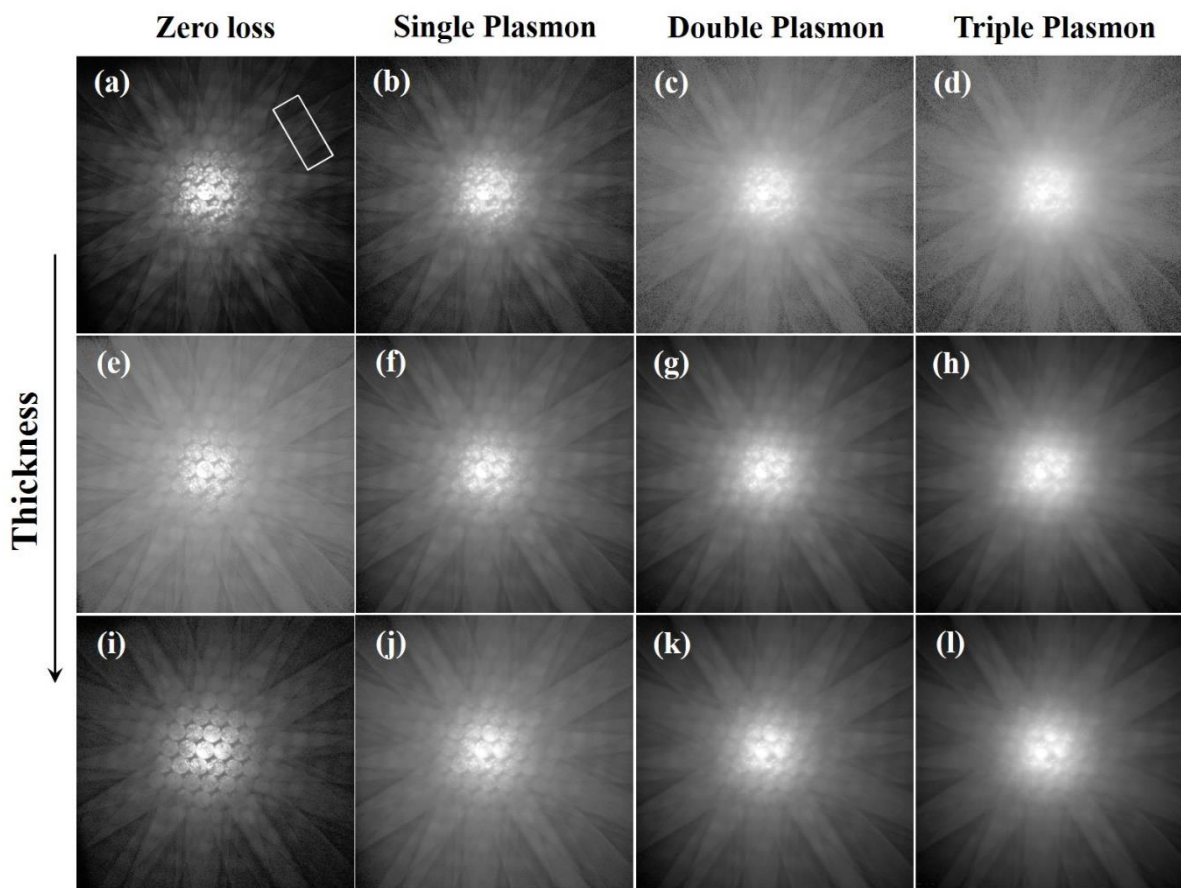 Zero loss Single Plasmon Double Plasmon Triple Plasmon
(a) (b) (c) (d)
Thickness
(e) (f) (g) (h)
(i) (j) (k) (l)